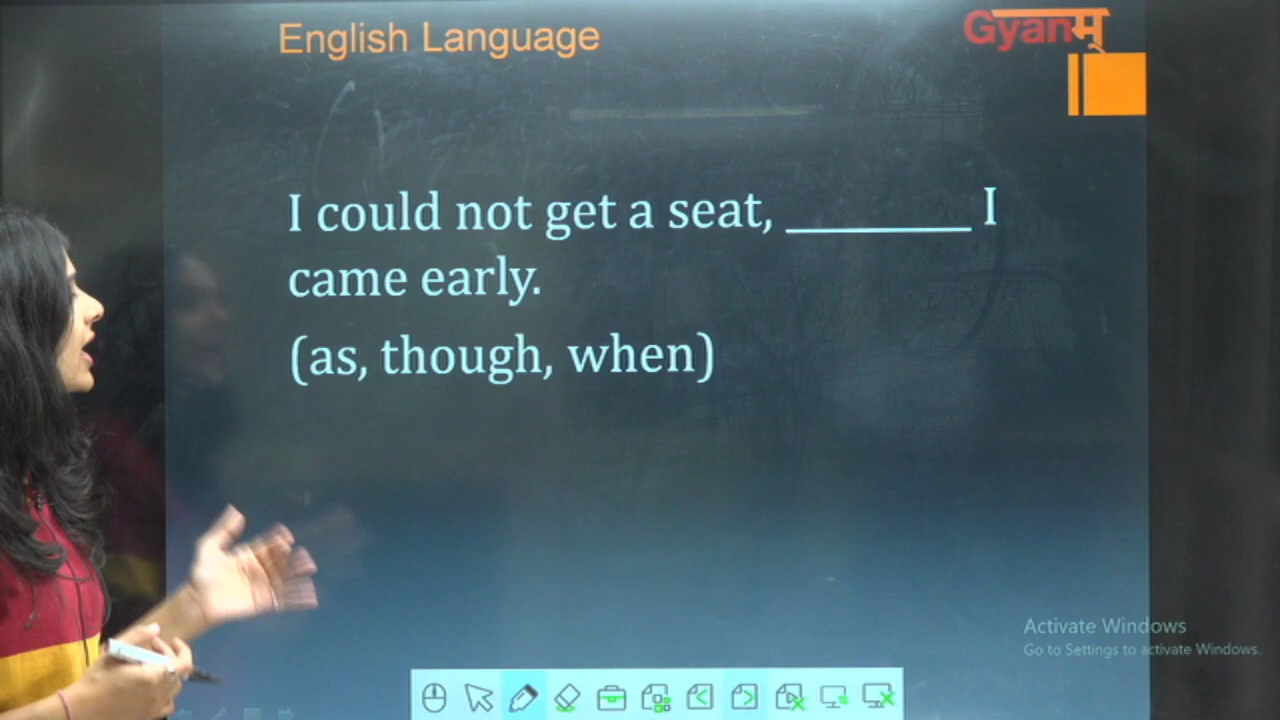 English Language
Gyanम्
I could not get a seat, ________ I
came early.
(as, though, when)
Activate Windows
Go to Settings to activate Windows.